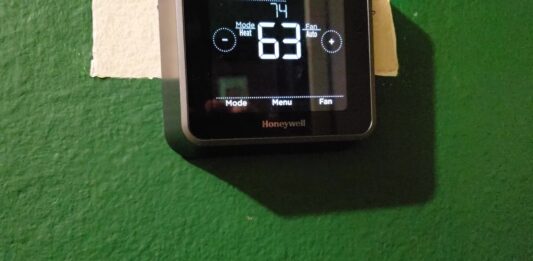 74
Mode Fan
Heat Auto
- 63 +
Mode Menu Fan
Honeywell